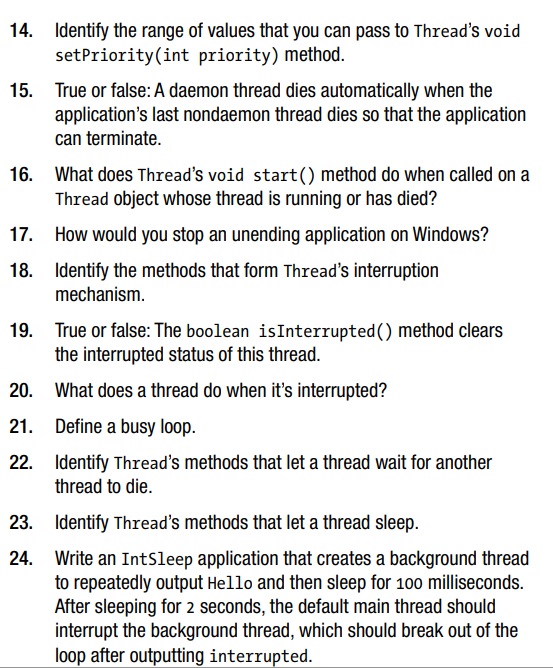 14. Identify the range of values that you can pass to Thread's void
setPriority(int priority) method.
15. True or false: A daemon thread dies automatically when the
application's last nondaemon thread dies so that the application
can terminate.
16. What does Thread's void start() method do when called on a
Thread object whose thread is running or has died?
17. How would you stop an unending application on Windows?
18. Identify the methods that form Thread's interruption
mechanism.
19. True or false: The boolean isInterrupted() method clears
the interrupted status of this thread.
20. What does a thread do when it's interrupted?
21. Define a busy loop.
22. Identify Thread's methods that let a thread wait for another
thread to die.
23. Identify Thread's methods that let a thread sleep.
24. Write an IntSleep application that creates a background thread
to repeatedly output Hello and then sleep for 100 milliseconds.
After sleeping for 2 seconds, the default main thread should
interrupt the background thread, which should break out of the
loop after outputting interrupted.